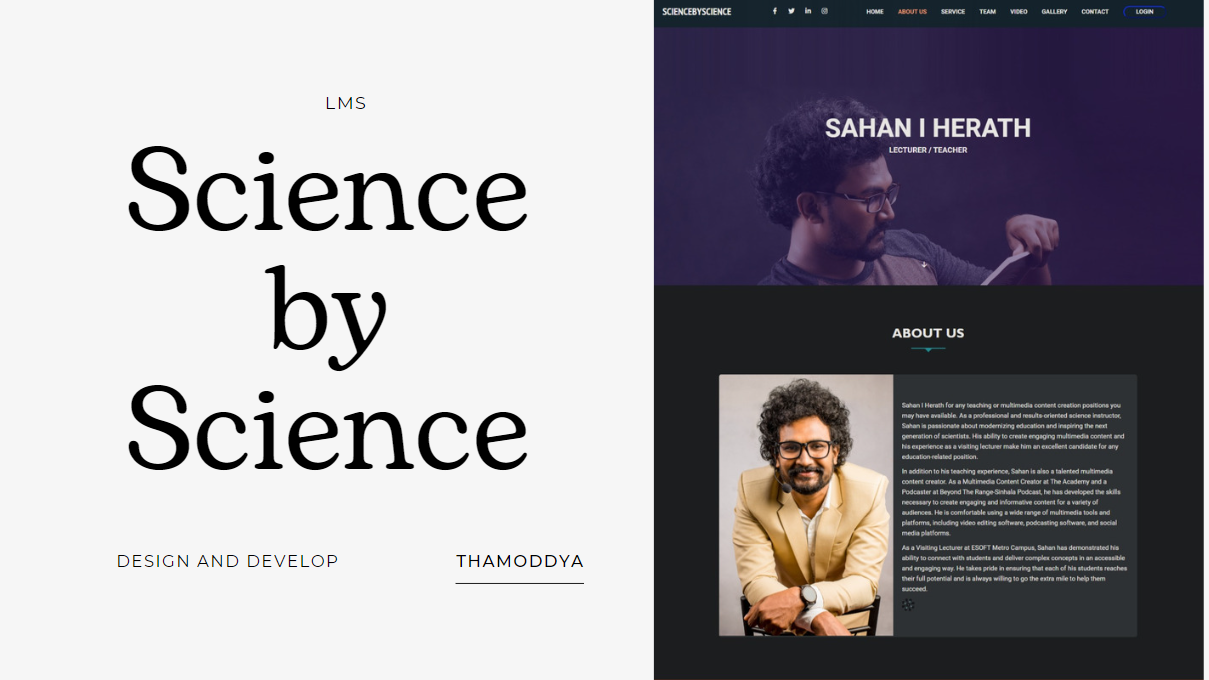 LMS
Science
by
Science
DESIGN AND DEVELOP
THAMODDYA
SCIENCEBYSCIENCE
HOME ABOUT US SERVICE TEAM VIDEO GALLERY CONTACT LOGIN
SAHAN I HERATH
LECTURER / TEACHER
ABOUT US
Sahan I Herath for any teaching or multimedia content creation positions you
may have available. As a professional and results-oriented science instructor,
Sahan is passionate about modernizing education and inspiring the next
generation of scientists. His ability to create engaging multimedia content and
his experience as a visiting lecturer make him an excellent candidate for any
education-related position.
In addition to his teaching experience, Sahan is also a talented multimedia
content creator. As a Multimedia Content Creator at The Academy and a
Podcaster at Beyond The Range-Sinhala Podcast, he has developed the skills
necessary to create engaging and informative content for a variety of
audiences. He is comfortable using a wide range of multimedia tools and
platforms, including video editing software, podcasting software, and social
media platforms.
As a Visiting Lecturer at ESOFT Metro Campus, Sahan has demonstrated his
ability to connect with students and deliver complex concepts in an accessible
and engaging way. He takes pride in ensuring that each of his students reaches
their full potential and is always willing to go the extra mile to help them
succeed.